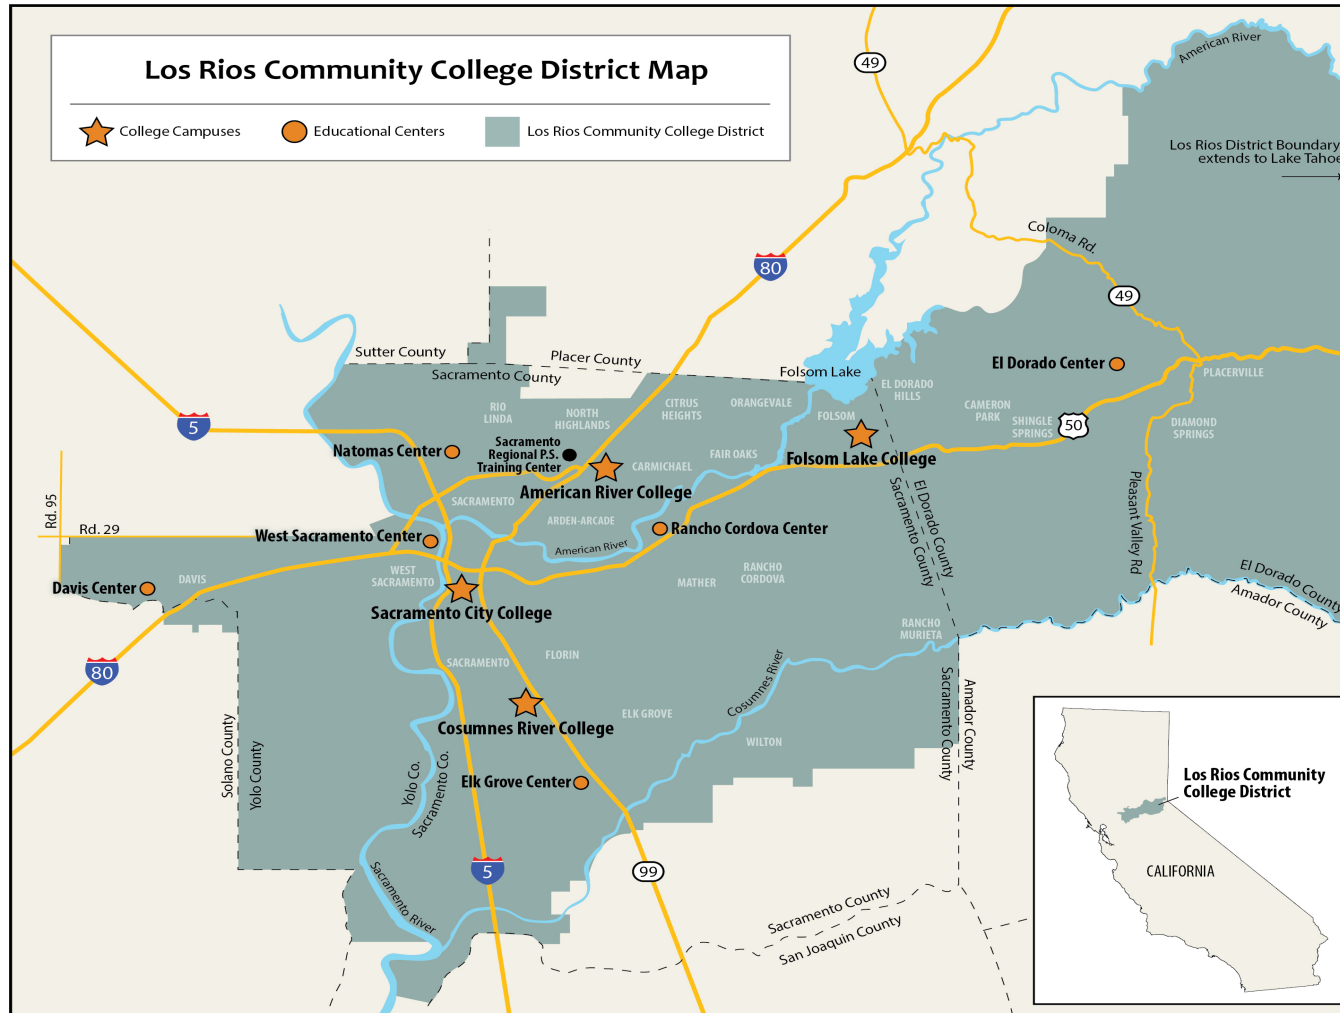 Los Rios Community College District Map
College Campuses
Educational Centers
Los Rios Community College District
49
American River
Los Rios District Boundary
extends to Lake Tahoe
Coloma Rd.
80
49
Sutter County
Placer County
Sacramento County
Folsom Lake
El Dorado Center
PLACERVILLE
EL DORADO
HILLS
CAMERON
PARK
SHINGLE
SPRINGS
50
DIAMOND
SPRINGS
5
RIO
LINDA
NORTH
HIGHLANDS
CITRUS
HEIGHTS
ORANGEVALE
FOLSOM
Natomas Center
Sacramento
Regional P.S.
Training Center
CARMICHAEL
FAIR OAKS
Folsom Lake College
American River College
SACRAMENTO
ARDEN-ARCADE
Rd. 95
Rd. 29
West Sacramento Center
American River
Rancho Cordova Center
El Dorado County
Sacramento County
Pleasant Valley Rd
Davis Center
DAVIS
WEST
SACRAMENTO
MATHER
RANCHO
CORDOVA
El Dorado County
Amador County
Sacramento City College
RANCHO
MURIETA
80
SACRAMENTO
FLORIN
Cosumnes River
Sacramento County
Amador County
Cosumnes River College
ELK GROVE
WILTON
Solano County
Yolo County
Yolo Co.
Sacramento Co.
Elk Grove Center
Los Rios Community
College District
CALIFORNIA
5
99
Sacramento River
Sacramento County
San Joaquin County